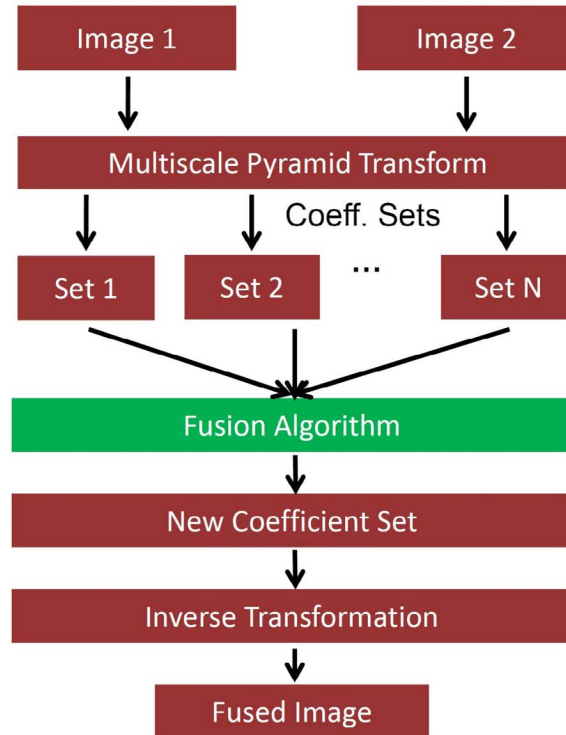 Image 1
Image 2
Multiscale Pyramid Transform
Coeff. Sets
Set 1
Set 2
...
Set N
Fusion Algorithm
New Coefficient Set
Inverse Transformation
Fused Image